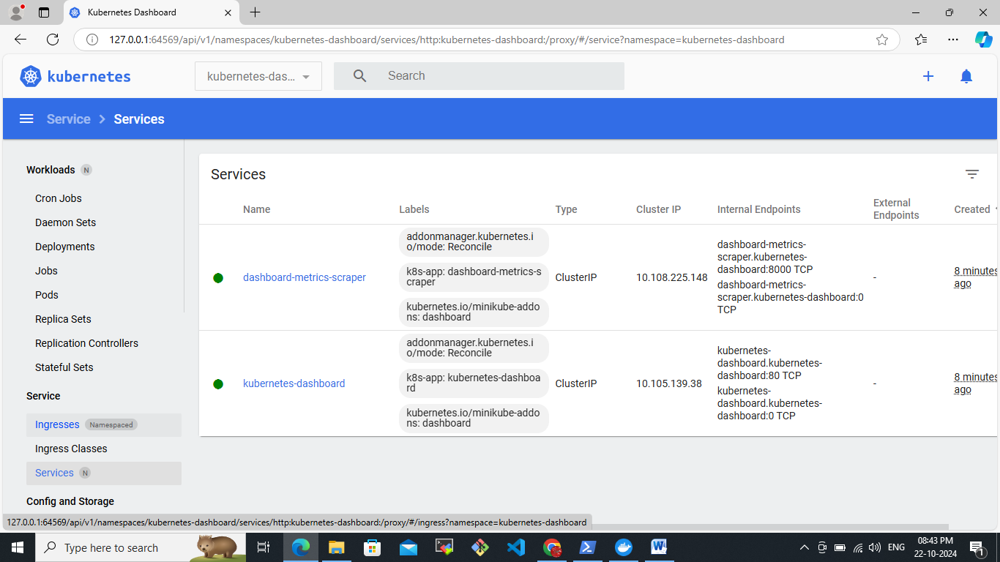 Kubernetes Dashboard
127.0.0.1:64569/api/v1/namespaces/kubernetes-dashboard/services/http:kubernetes-dashboard:/proxy/#/service?namespace=kubernetes-dashboard
kubernetes
kubernetes-das...
Search
Service
Services
Workloads N
Cron Jobs
Daemon Sets
Deployments
Jobs
Pods
Replica Sets
Replication Controllers
Stateful Sets
Service
Ingresses Namespaced
Ingress Classes
Services N
Config and Storage
Services
Name Labels Type Cluster IP Internal Endpoints External
Endpoints
Created
dashboard-metrics-scraper
addonmanager.kubernetes.i
o/mode: Reconcile
k8s-app: dashboard-metrics-s
craper
kubernetes.io/minikube-addo
ns: dashboard
ClusterIP
10.108.225.148
dashboard-metrics-
scraper.kubernetes-
dashboard:8000 TCP
dashboard-metrics-
scraper.kubernetes-dashboard:0
TCP
-
8 minutes
ago
kubernetes-dashboard
addonmanager.kubernetes.i
o/mode: Reconcile
k8s-app: kubernetes-dashboa
rd
kubernetes.io/minikube-addo
ns: dashboard
ClusterIP
10.105.139.38
kubernetes-
dashboard.kubernetes-
dashboard:80 TCP
kubernetes-
dashboard.kubernetes-
dashboard:0 TCP
-
8 minutes
ago
127.0.0.1:64569/api/v1/namespaces/kubernetes-dashboard/services/http:kubernetes-dashboard:/proxy/#/ingress?namespace=kubernetes-dashboard
Type here to search
ENG
08:43 PM
22-10-2024
1